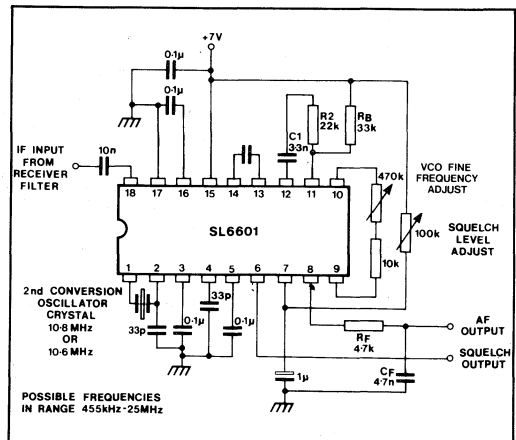 +7V
0·1µ
0·1µ
10n
IF INPUT
FROM
RECEIVER
FILTER
C1
3·3n
R2
22k
RB
33k
470k
VCO FINE
FREQUENCY
ADJUST
100k
SQUELCH
LEVEL
ADJUST
10k
18 17 16 15 14 13 12 11 10
SL6601
1 2 3 4 5 6 7 8 9
2nd CONVERSION
OSCILLATOR
CRYSTAL
10·8 MHz
OR
10·6 MHz
33p
0·1µ
33p
0·1µ
1µ
RF
4·7k
CF
4·7n
AF
OUTPUT
SQUELCH
OUTPUT
POSSIBLE FREQUENCIES
IN RANGE 455kHz-25MHz